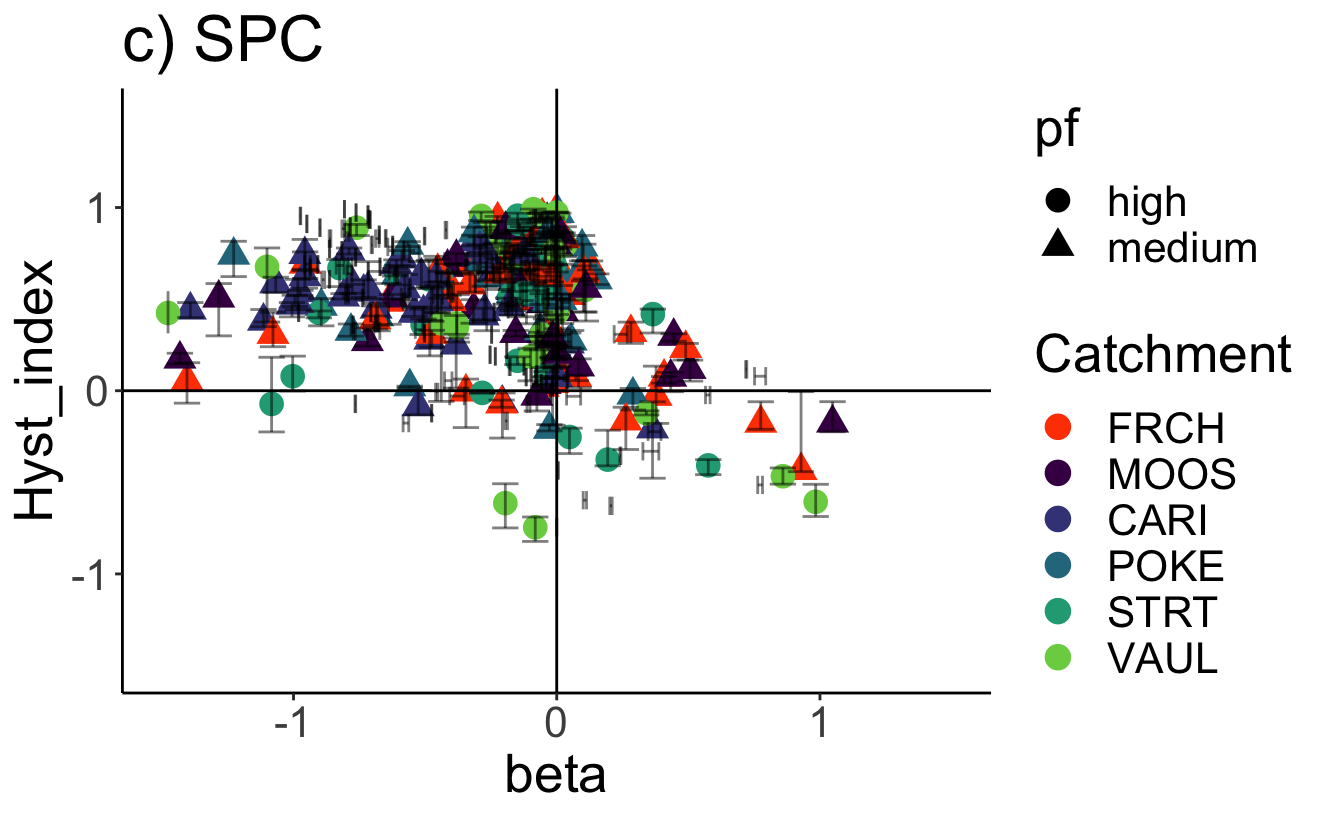 c) SPC
Hyst_index
1
0
-1
-1
0
1
beta
pf
high
medium
Catchment
FRCH
MOOS
CARI
POKE
STRT
VAUL